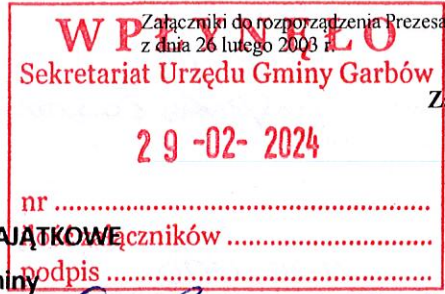 Załączniki do rozporządzenia Prezesa
z dnia 26 lutego 2003 r.
WPŁYNĘŁO
Sekretariat Urzędu Gminy Garbów
Z
29 -02- 2024
nr
AJĄTKOWE
ilość załączników
niny
podpis